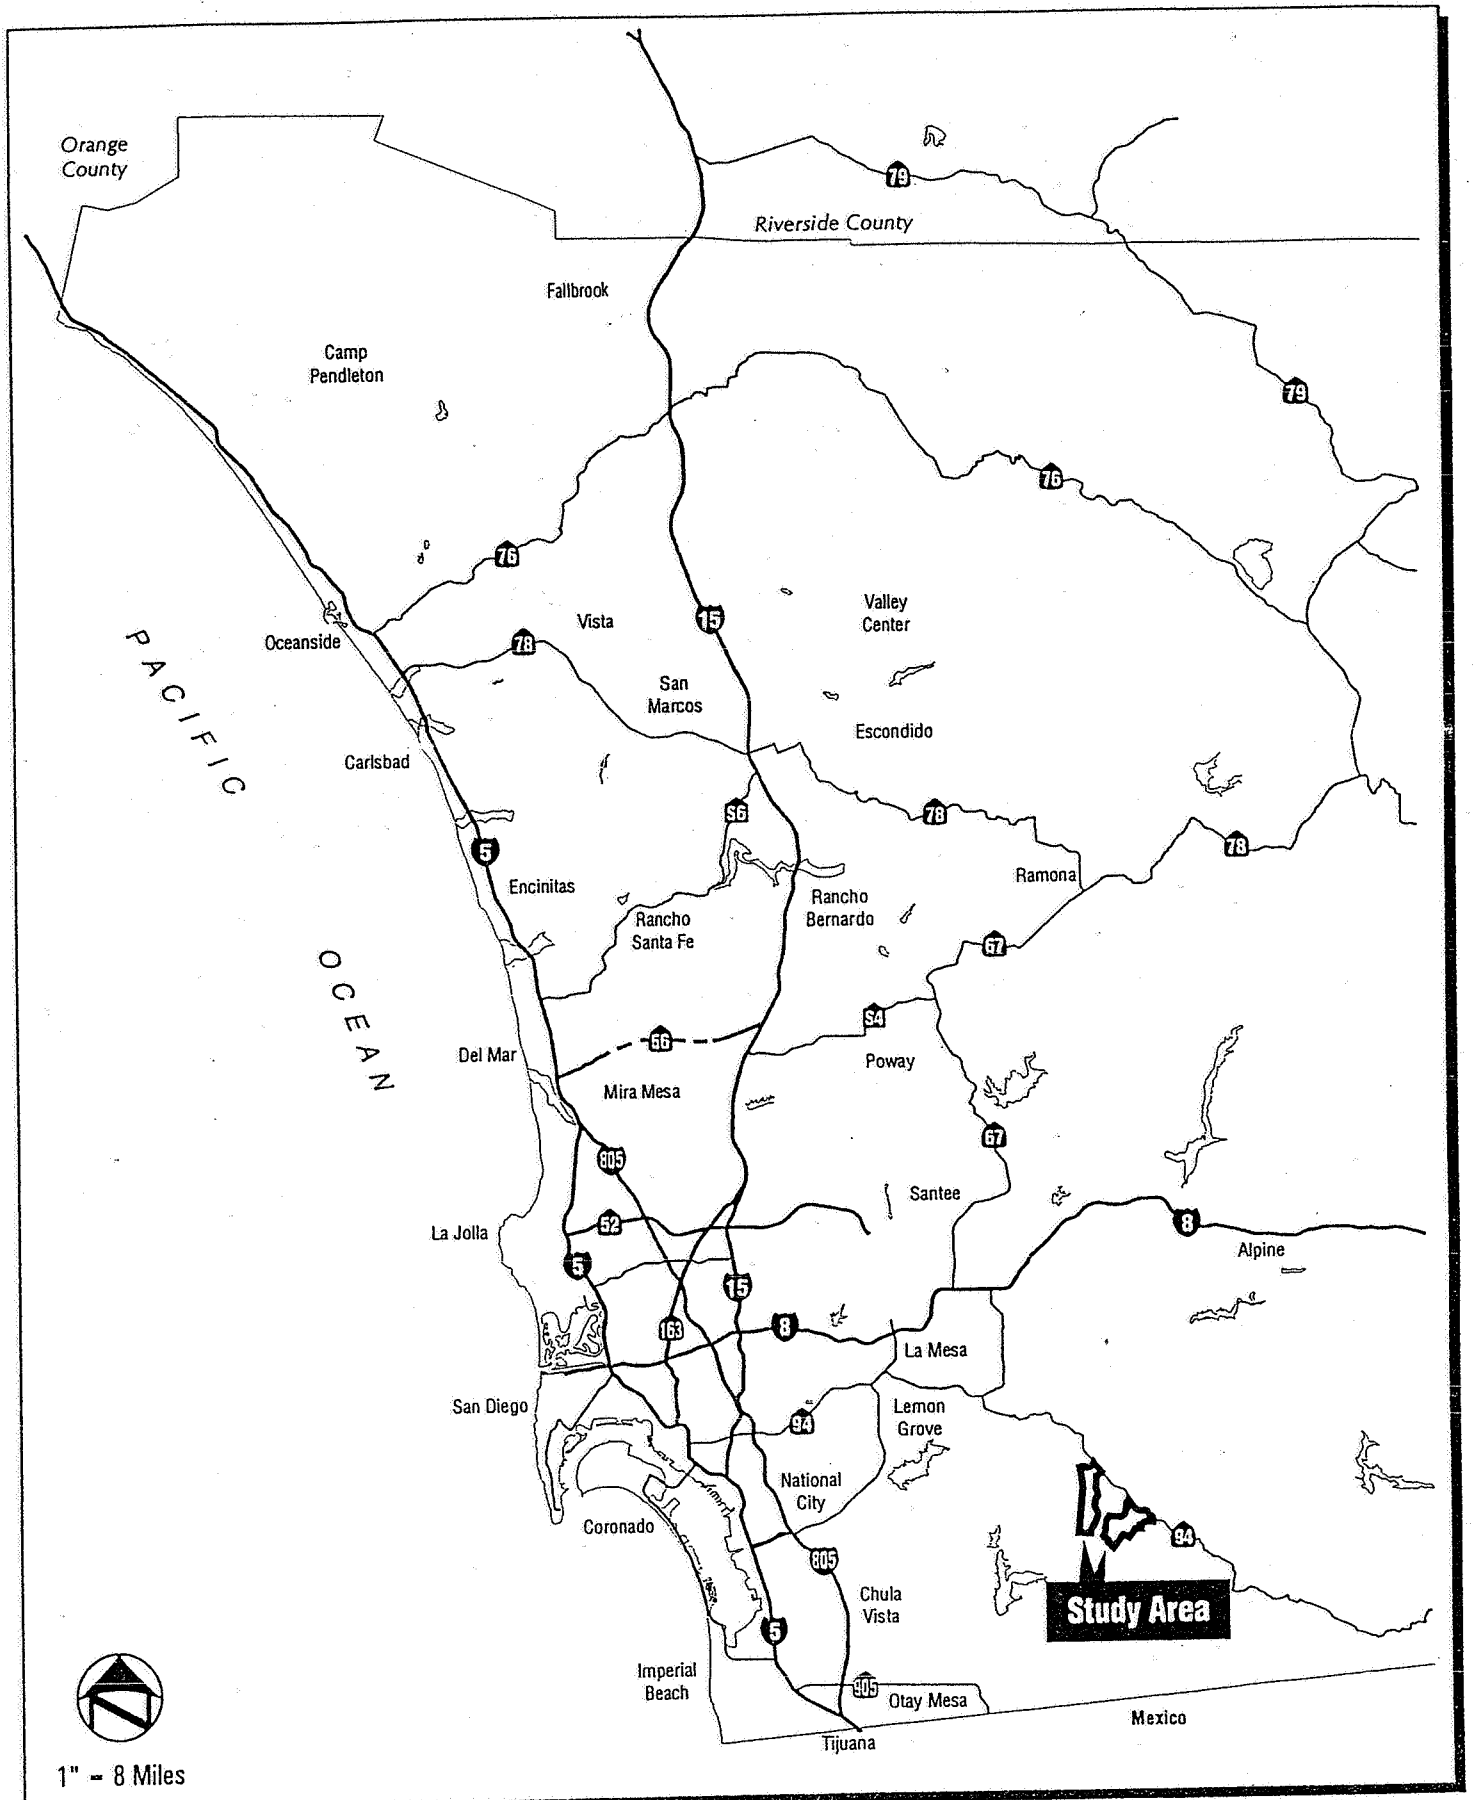 Orange
County
79
Riverside County
Fallbrook
Camp
Pendleton
79
76
76
15
Valley
Center
Vista
Oceanside
78
San
Marcos
Escondido
Carlsbad
S6
78
78
5
Encinitas
Ramona
Rancho
Santa Fe
Rancho
Bernardo
67
PACIFIC
OCEAN
S4
56
Del Mar
Poway
Mira Mesa
67
805
Santee
52
La Jolla
8
Alpine
5
15
163
8
La Mesa
San Diego
94
Lemon
Grove
National
City
Coronado
94
805
Chula
Vista
Study Area
5
Imperial
Beach
905
Otay Mesa
Mexico
Tijuana
1" = 8 Miles